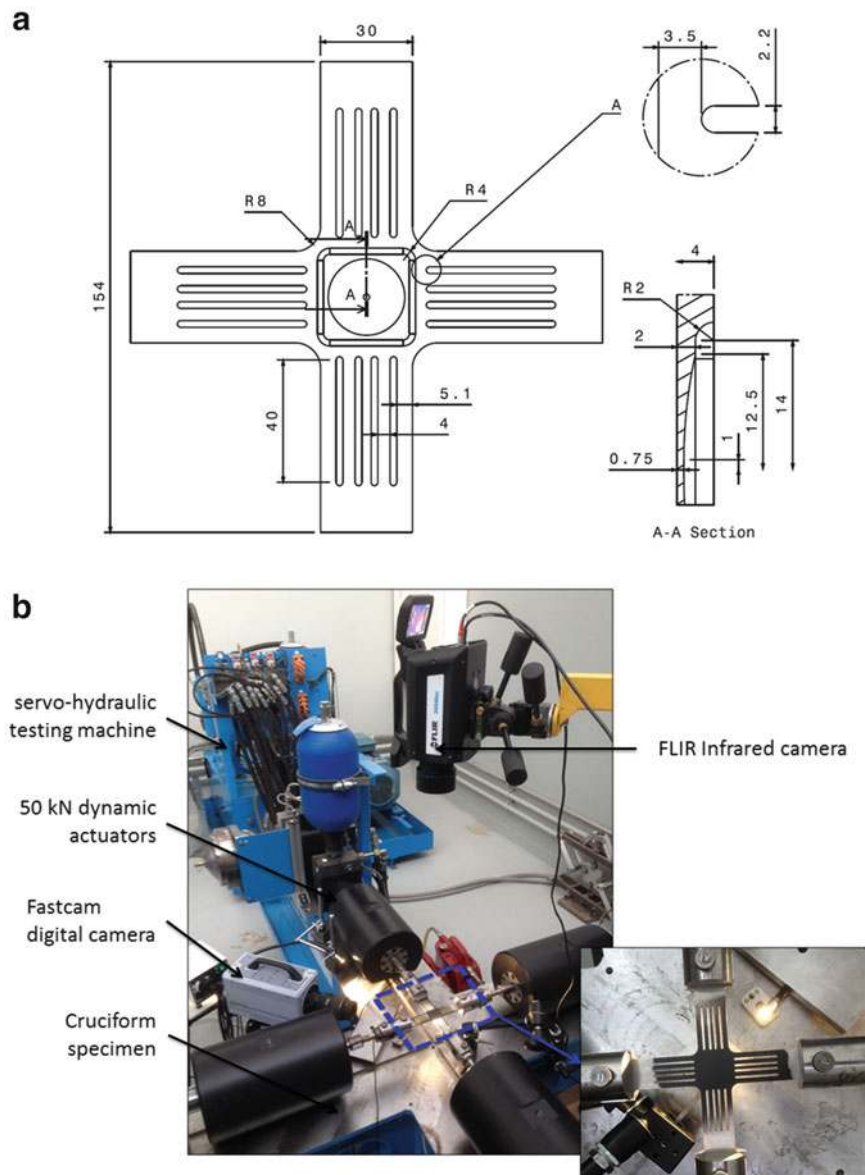 a
30
3.5
2.2
A
R8
R4
A
A
154
4
R2
2
5.1
4
40
12.5
14
1
0.75
A-A Section
b
servo-hydraulic
testing machine
FLIR
FLIR Infrared camera
50 kN dynamic
actuators
Fastcam
digital camera
Cruciform
specimen